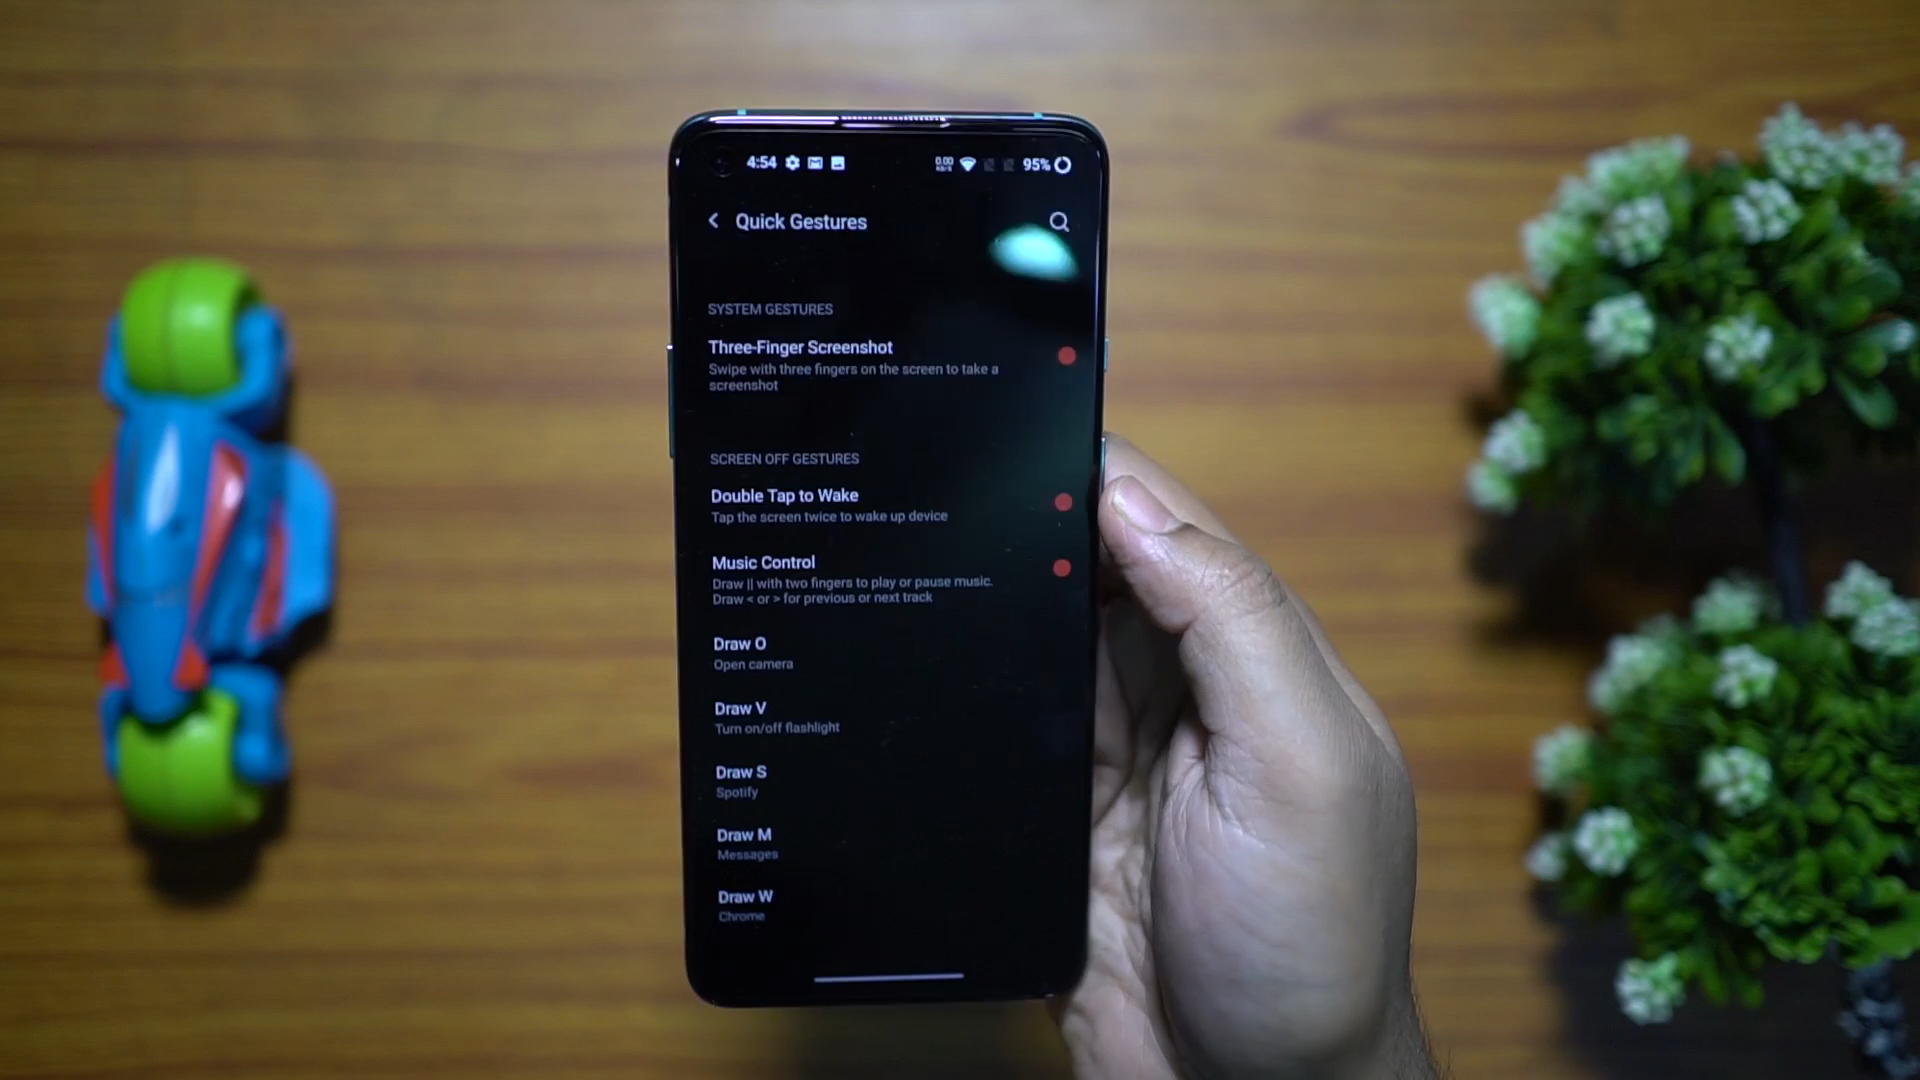 4:54 0.00 KB/S 95%
Quick Gestures
SYSTEM GESTURES
Three-Finger Screenshot
Swipe with three fingers on the screen to take a
screenshot
SCREEN OFF GESTURES
Double Tap to Wake
Tap the screen twice to wake up device
Music Control
Draw || with two fingers to play or pause music.
Draw < or > for previous or next track
Draw O
Open camera
Draw V
Turn on/off flashlight
Draw S
Spotify
Draw M
Messages
Draw W
Chrome